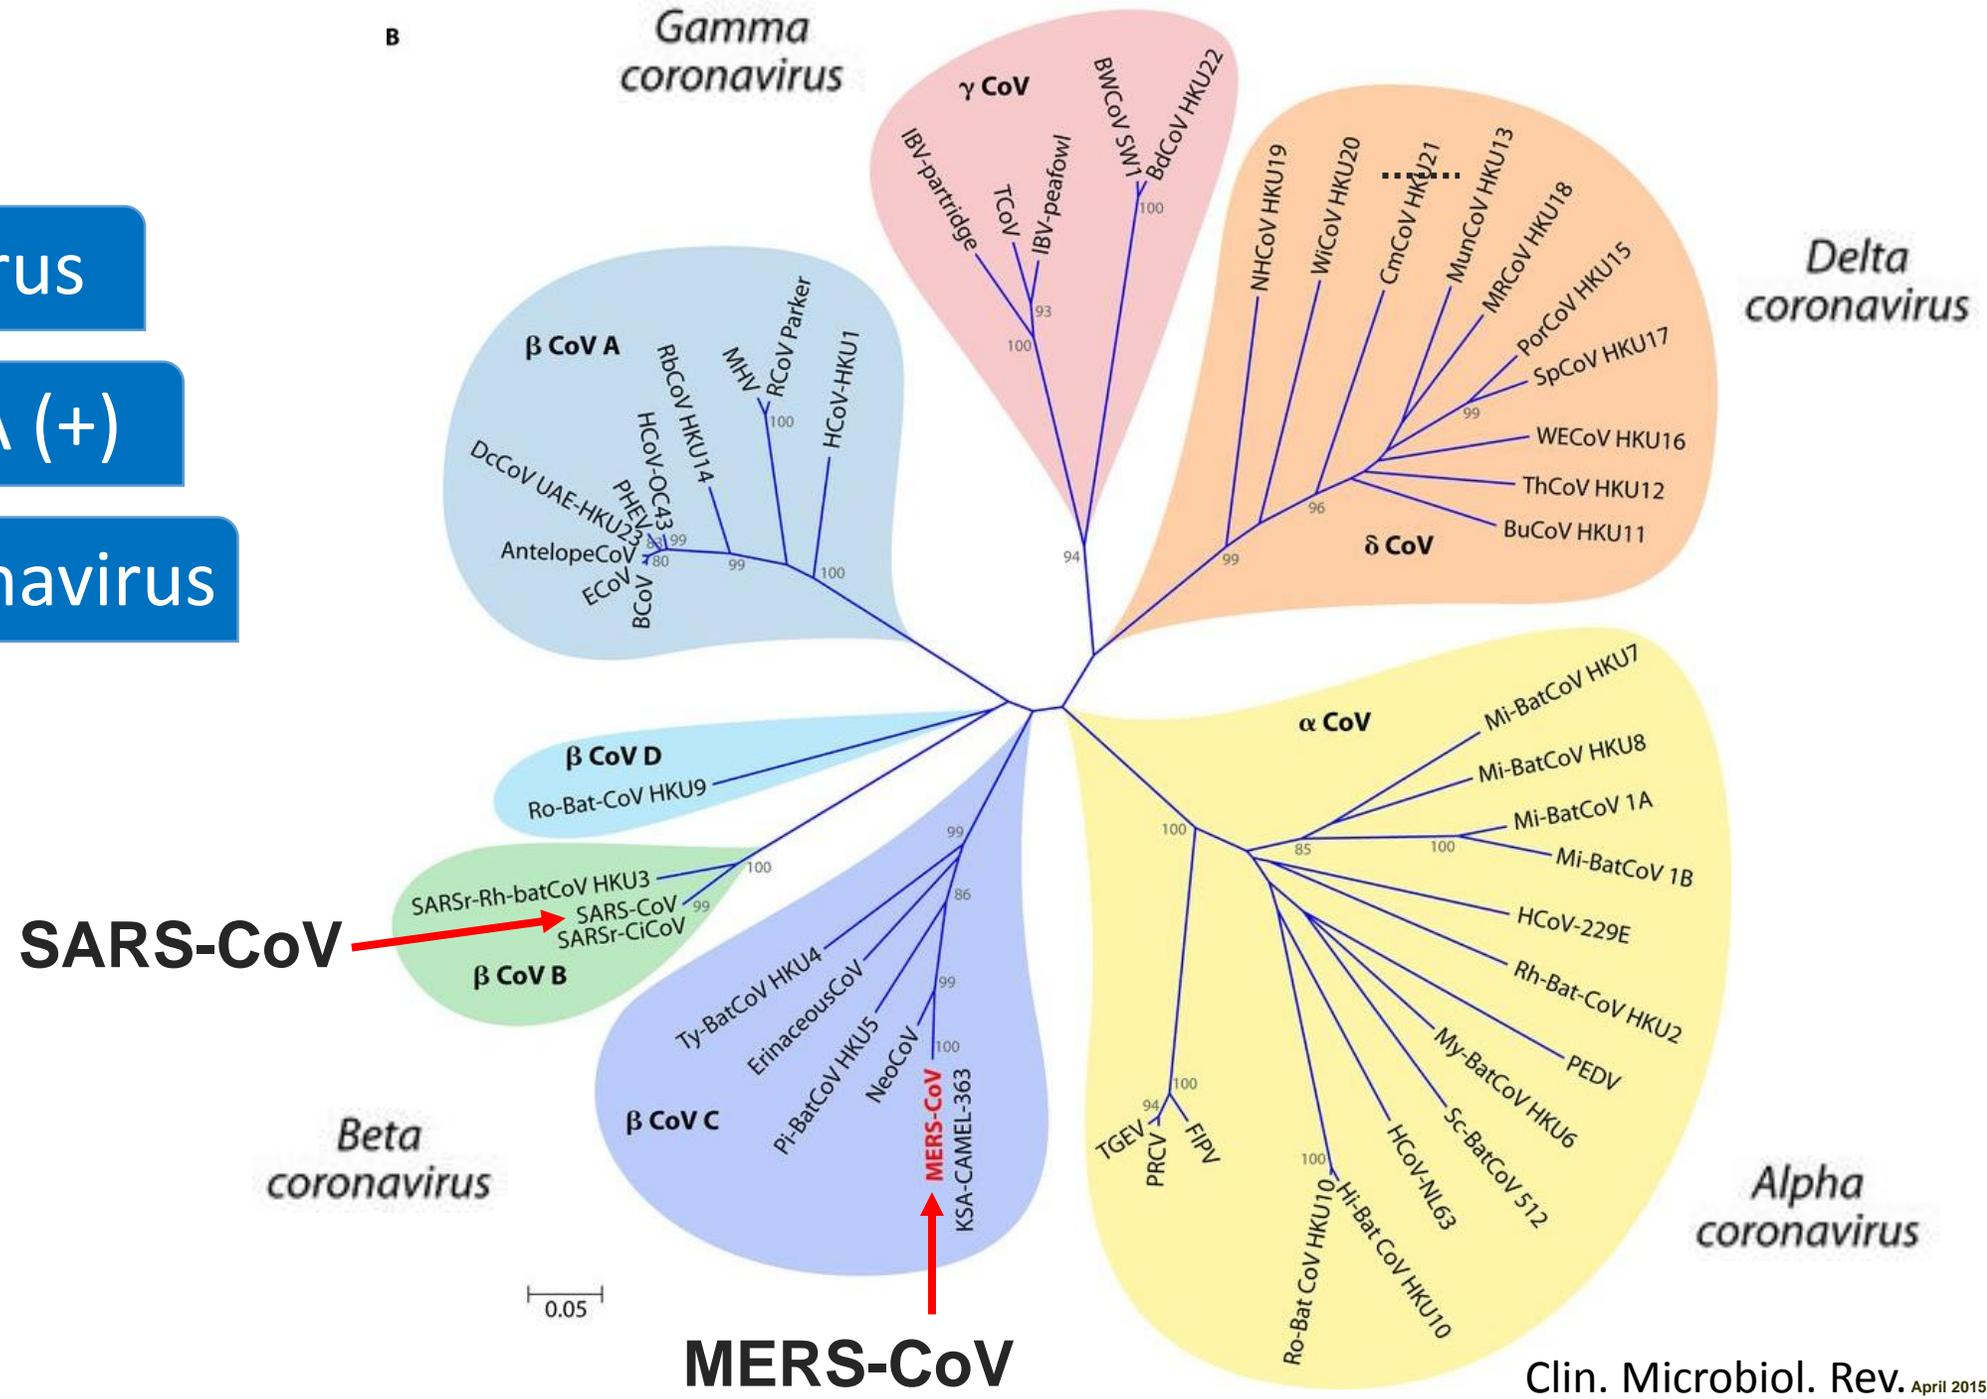 B
Gamma
coronavirus
γ CoV
IBV-partridge
TCoV
IBV-peafowl
BWCoV SW1
BdCoV HKU22
93
100
100
94
rus
A (+)
navirus
β CoV A
DcCoV UAE-HKU23
PHEV
HCoV-OC43
RbCoV HKU14
MHV
RCoV Parker
HCoV-HKU1
AntelopeCoV
ECoV
BCoV
83
99
80
99
100
100
NHCoV HKU19
WiCoV HKU20
CmCoV HKU21
MunCoV HKU13
MRCoV HKU18
PorCoV HKU15
SpCoV HKU17
WECoV HKU16
ThCoV HKU12
BuCoV HKU11
99
96
99
δ CoV
Delta
coronavirus
β CoV D
Ro-Bat-CoV HKU9
SARSr-Rh-batCoV HKU3
SARS-CoV
SARSr-CiCoV
β CoV B
100
99
SARS-CoV
99
86
99
100
Ty-BatCoV HKU4
ErinaceousCoV
Pi-BatCoV HKU5
NeoCoV
MERS-CoV
KSA-CAMEL-363
β CoV C
Beta
coronavirus
α CoV
Mi-BatCoV HKU7
Mi-BatCoV HKU8
Mi-BatCoV 1A
Mi-BatCoV 1B
HCoV-229E
Rh-Bat-CoV HKU2
PEDV
My-BatCoV HKU6
Sc-BatCoV 512
HCoV-NL63
Hi-Bat CoV HKU10
Ro-Bat CoV HKU10
FIPV
PRCV
TGEV
100
85
100
100
94
100
Alpha
coronavirus
0.05
MERS-CoV
Clin. Microbiol. Rev. April 2015